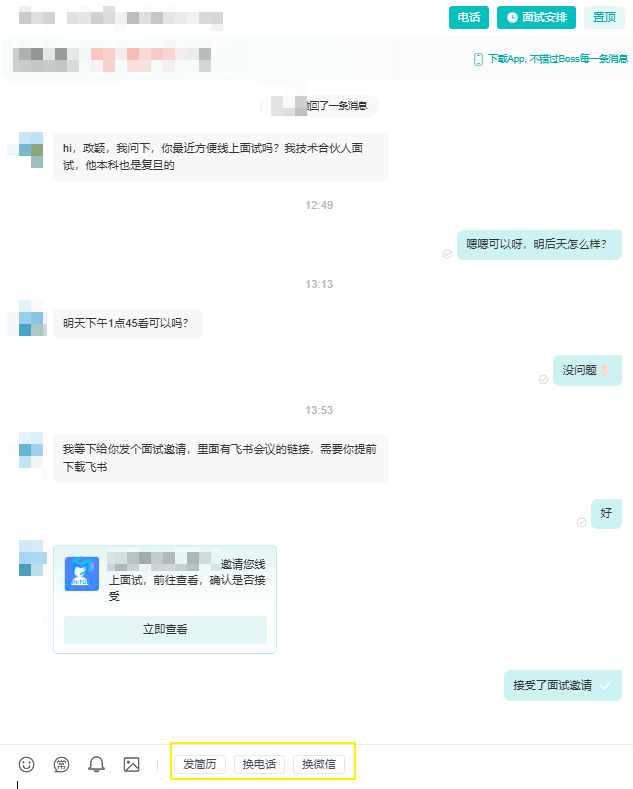 电话
面试安排
置顶
下载App, 不错过Boss每一条消息
回了一条消息
hi，政颖，我问下，你最近方便线上面试吗？我技术合伙人面
试，他本科也是复旦的
12:49
嗯嗯可以呀，明后天怎么样？
13:13
明天下午1点45看可以吗？
没问题
13:53
我等下给你发个面试邀请，里面有飞书会议的链接，需要你提前
下载飞书
好
邀请您线
上面试，前往查看，确认是否接
受
立即查看
接受了面试邀请
常
发简历
换电话
换微信